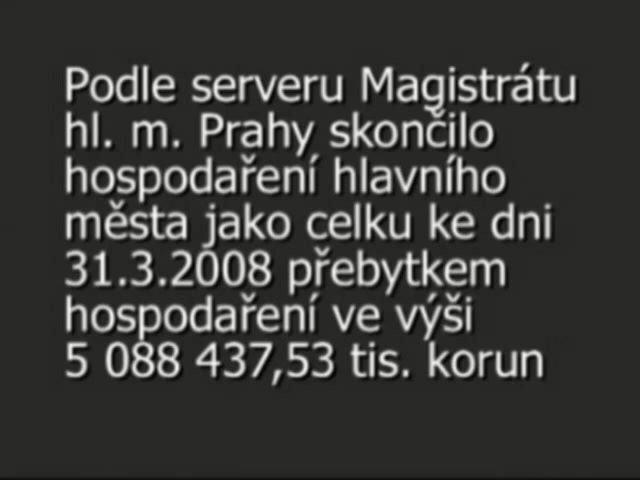 Podle serveru Magistrátu
hl. m. Prahy skončilo
hospodaření hlavního
města jako celku ke dni
31.3.2008 přebytkem
hospodaření ve výši
5 088 437,53 tis. korun